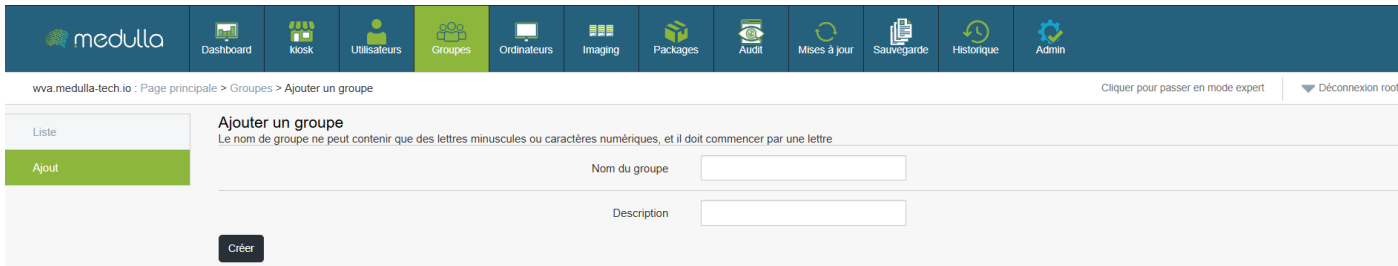 medulla
Dashboard kiosk Utilisateurs Groupes Ordinateurs Imaging Packages Audit Mises à jour Sauvegarde Historique Admin
wva.medulla-tech.io : Page principale > Groupes > Ajouter un groupe Cliquer pour passer en mode expert Déconnexion root
Liste
Ajout
Ajouter un groupe
Le nom de groupe ne peut contenir que des lettres minuscules ou caractères numériques, et il doit commencer par une lettre
Nom du groupe
Description
Créer